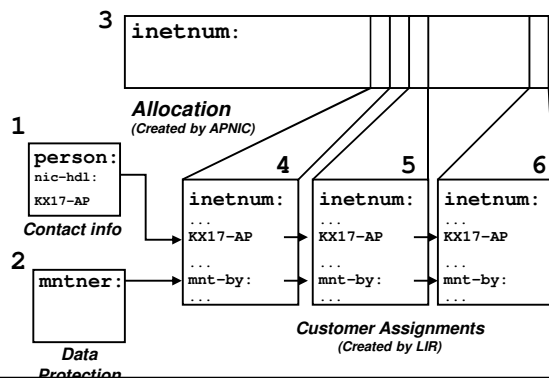 3
inetnum:
Allocation
(Created by APNIC)
1
person:
nic-hdl:
KX17-AP
Contact info
2
mntner:
Data
Protection
4
inetnum:
...
KX17-AP
...
mnt-by:
...
5
inetnum:
...
KX17-AP
...
mnt-by:
...
6
inetnum:
...
KX17-AP
...
mnt-by:
...
Customer Assignments
(Created by LIR)